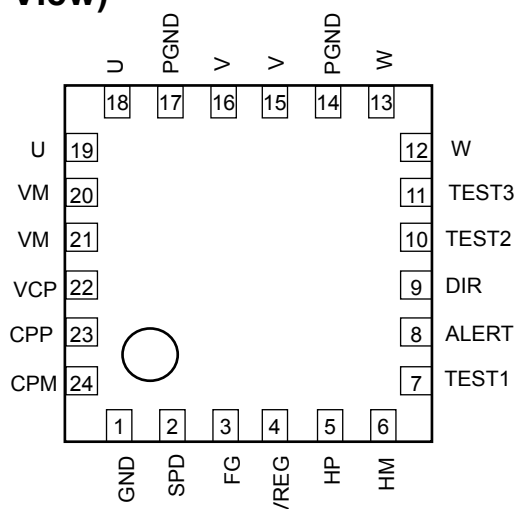 View)
U PGND V V PGND W
18 17 16 15 14 13
U 19 12 W
VM 20 11 TEST3
VM 21 10 TEST2
VCP 22 9 DIR
CPP 23 8 ALERT
CPM 24 7 TEST1
1 2 3 4 5 6
GND SPD FG VREG HP HM